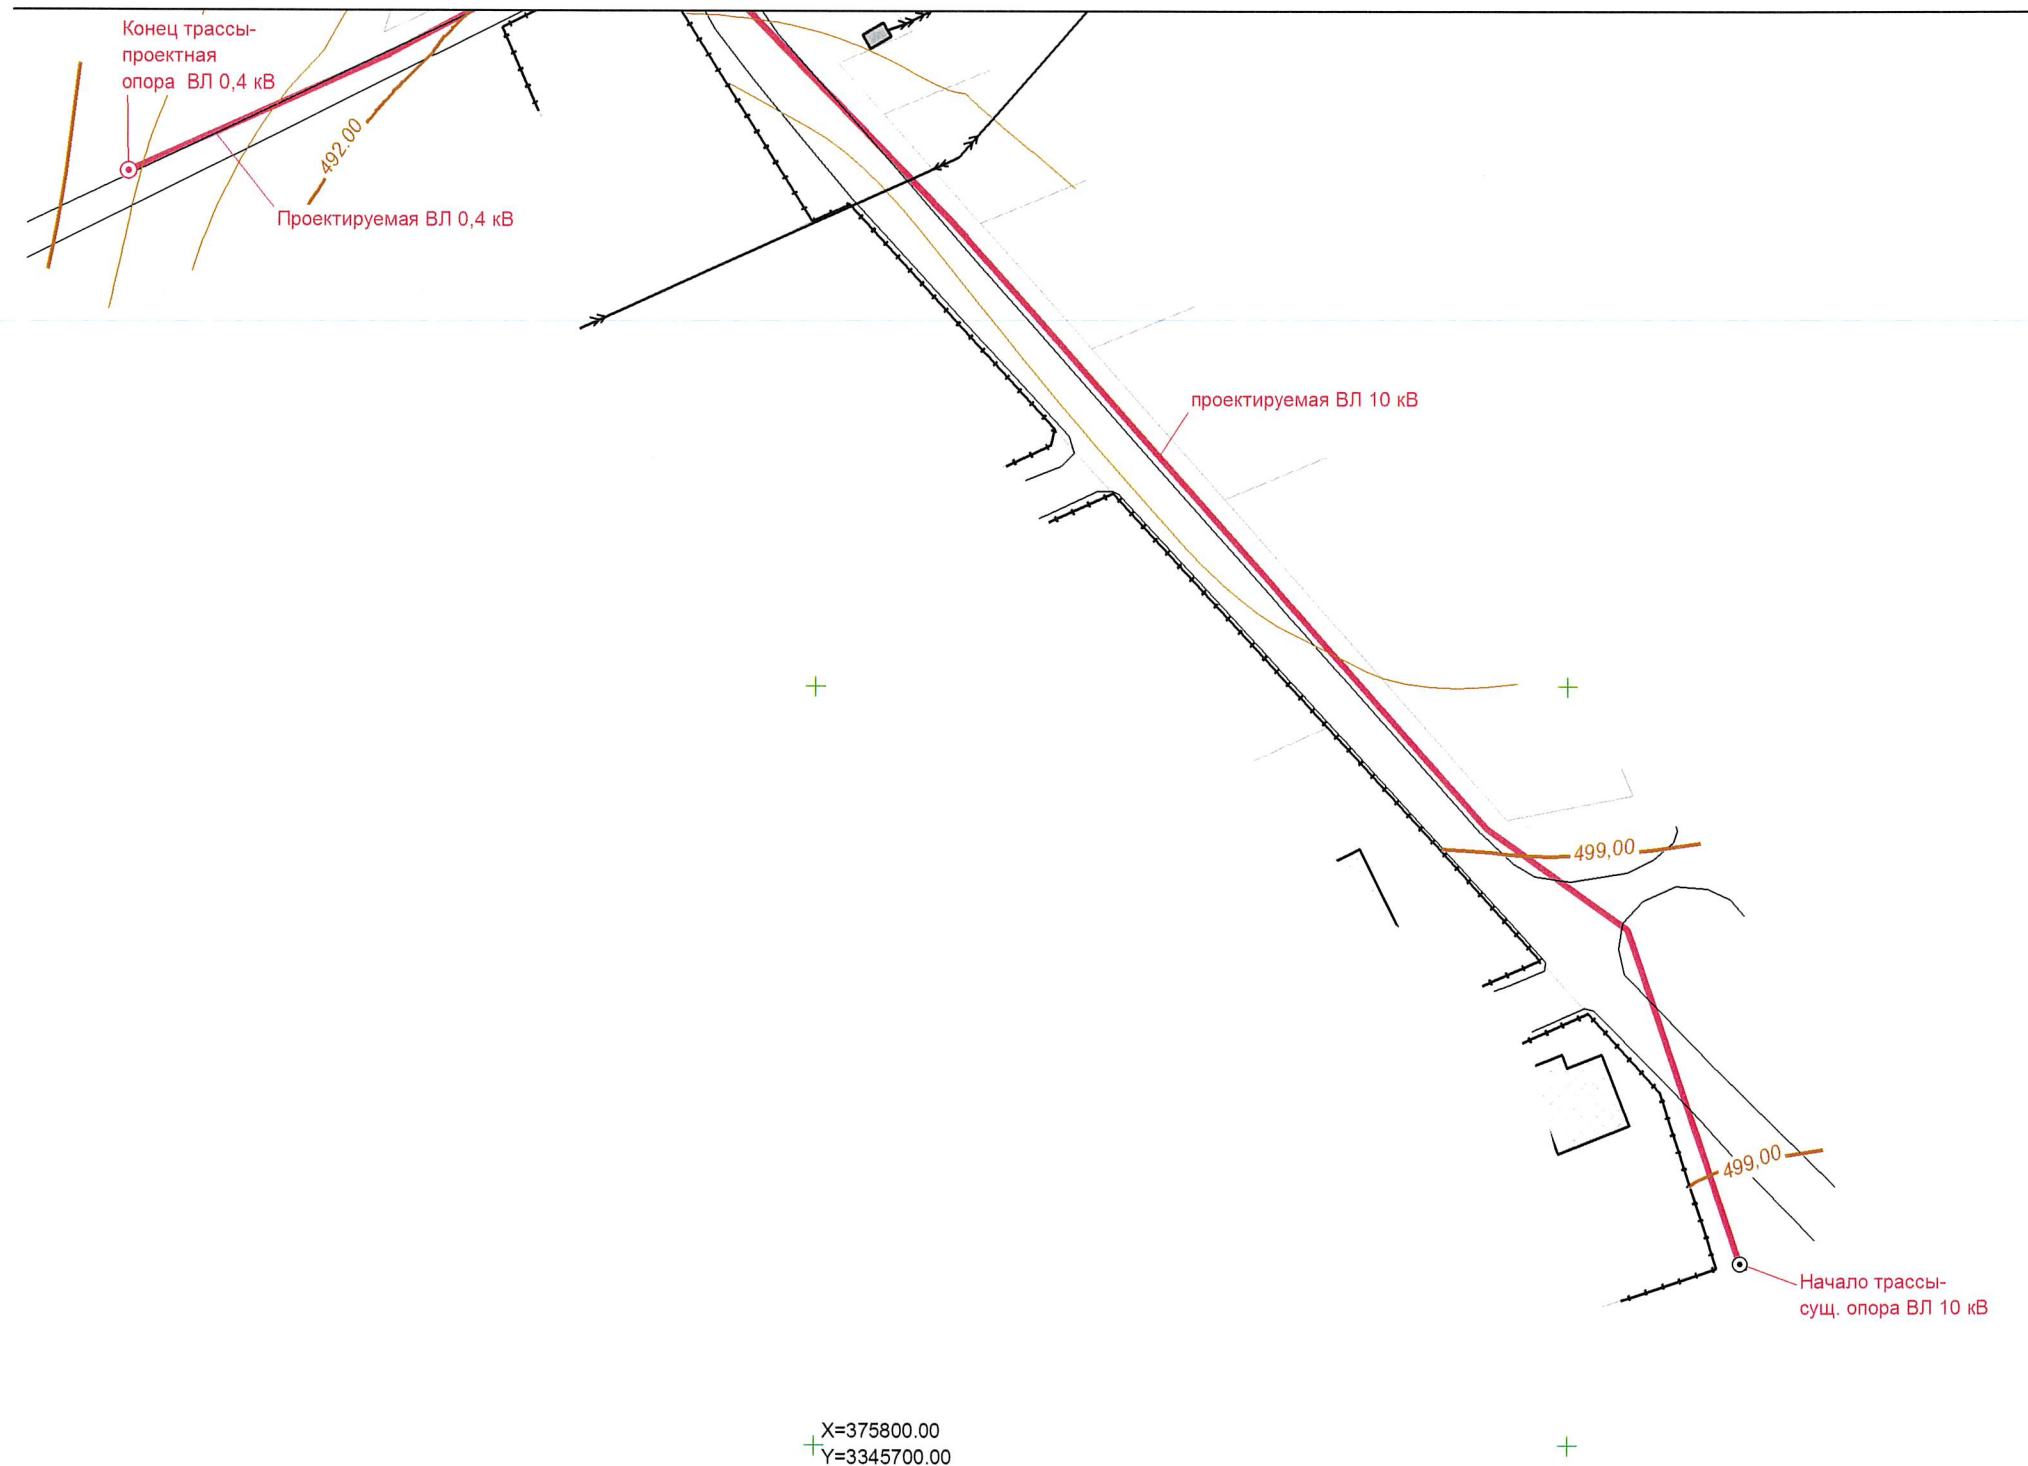 Конец трассы-
проектная
опора ВЛ 0,4 кВ
492.00
Проектируемая ВЛ 0,4 кВ
проектируемая ВЛ 10 кВ
499,00
499,00
Начало трассы-
сущ. опора ВЛ 10 кВ
X=375800.00
Y=3345700.00